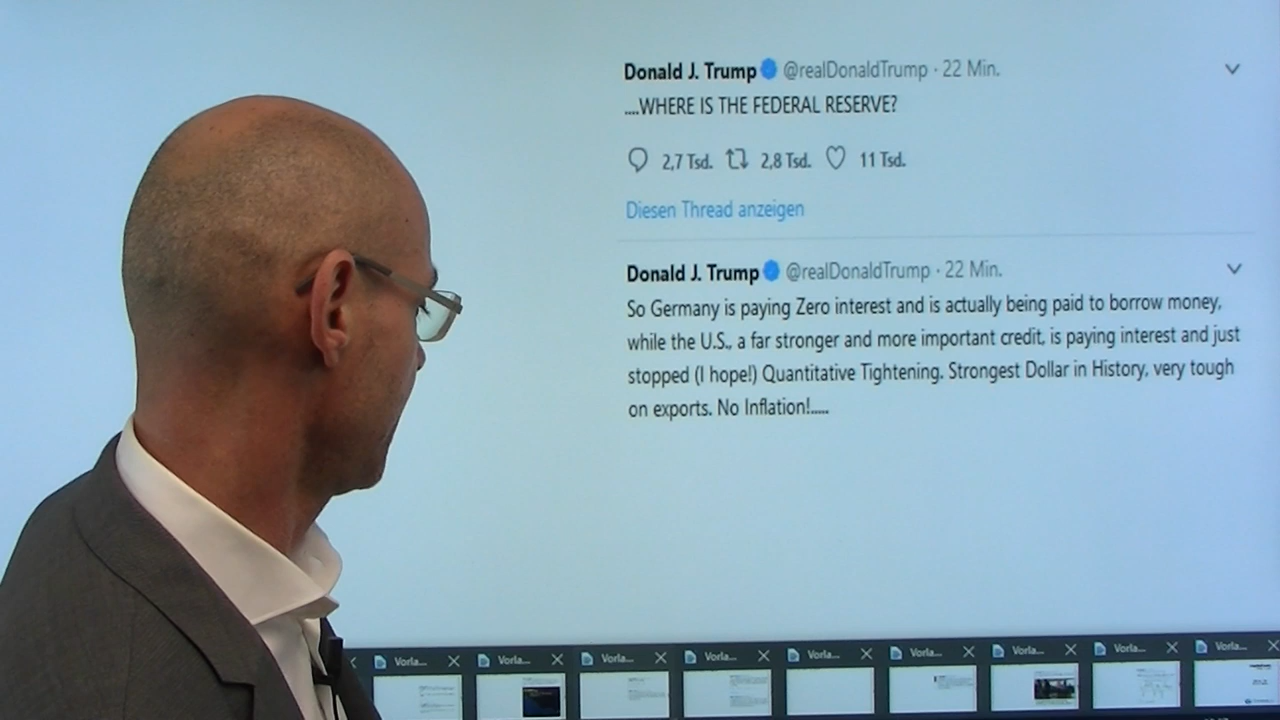 Donald J. Trump @realDonaldTrump · 22 Min.
....WHERE IS THE FEDERAL RESERVE?
2,7 Tsd. 2,8 Tsd. 11 Tsd.
Diesen Thread anzeigen
Donald J. Trump @realDonaldTrump · 22 Min.
So Germany is paying Zero interest and is actually being paid to borrow money,
while the U.S., a far stronger and more important credit, is paying interest and just
stopped (I hope!) Quantitative Tightening. Strongest Dollar in History, very tough
on exports. No Inflation!.....
Vorla... Vorla... Vorla... Vorla... Vorla... Vorla... Vorla... Vorla... Vorla...